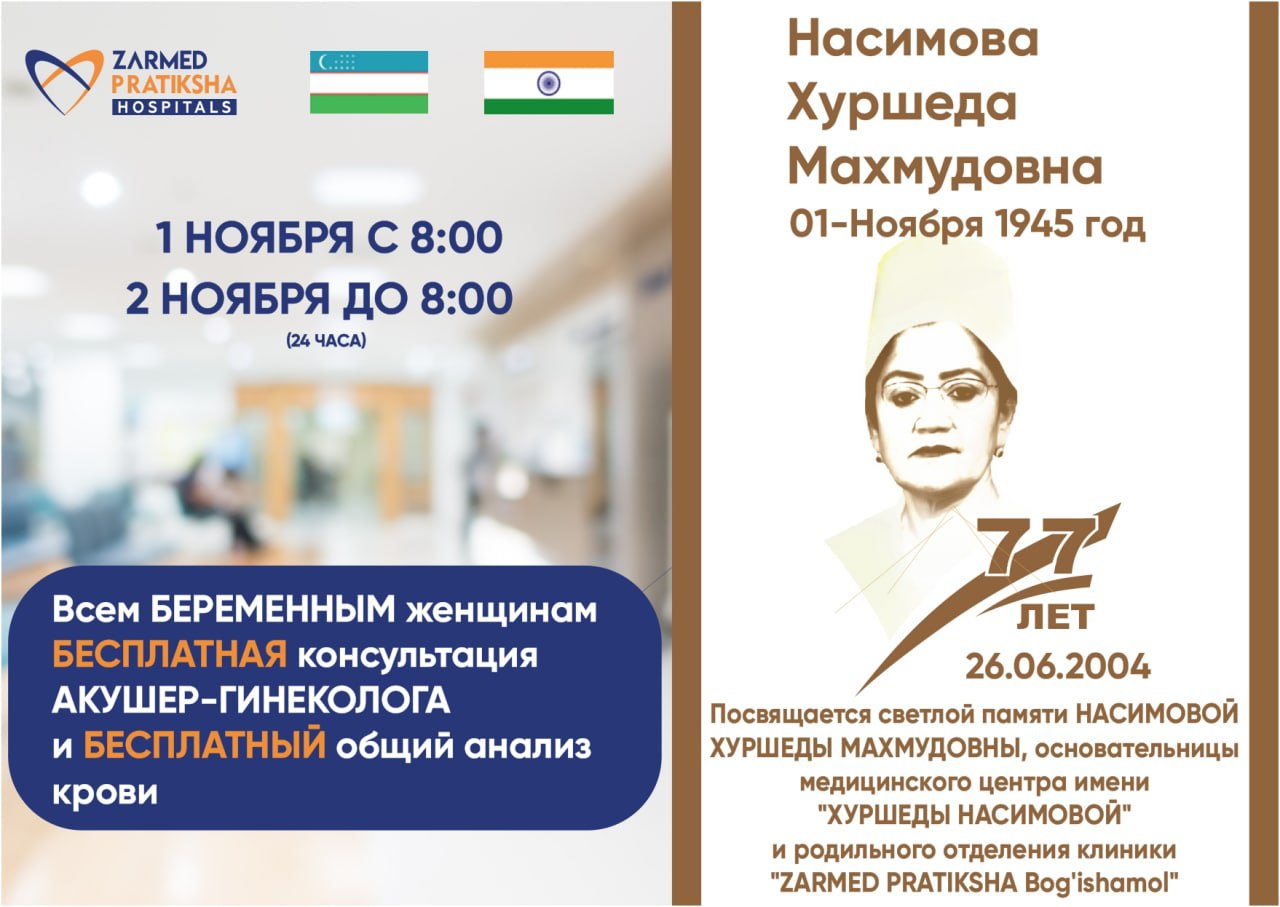 ZARMED
PRATIKSHA
HOSPITALS
1 НОЯБРЯ С 8:00
2 НОЯБРЯ ДО 8:00
(24 ЧАСА)
Всем БЕРЕМЕННЫМ женщинам
БЕСПЛАТНАЯ консультация
АКУШЕР-ГИНЕКОЛОГА
и БЕСПЛАТНЫЙ общий анализ
крови
Насимова
Хуршеда
Махмудовна
01-Ноября 1945 год
77
ЛЕТ
26.06.2004
Посвящается светлой памяти НАСИМОВОЙ
ХУРШЕДЫ МАХМУДОВНЫ, основательницы
медицинского центра имени
"ХУРШЕДЫ НАСИМОВОЙ"
и родильного отделения клиники
"ZARMED PRATIKSHA Bog'ishamol"